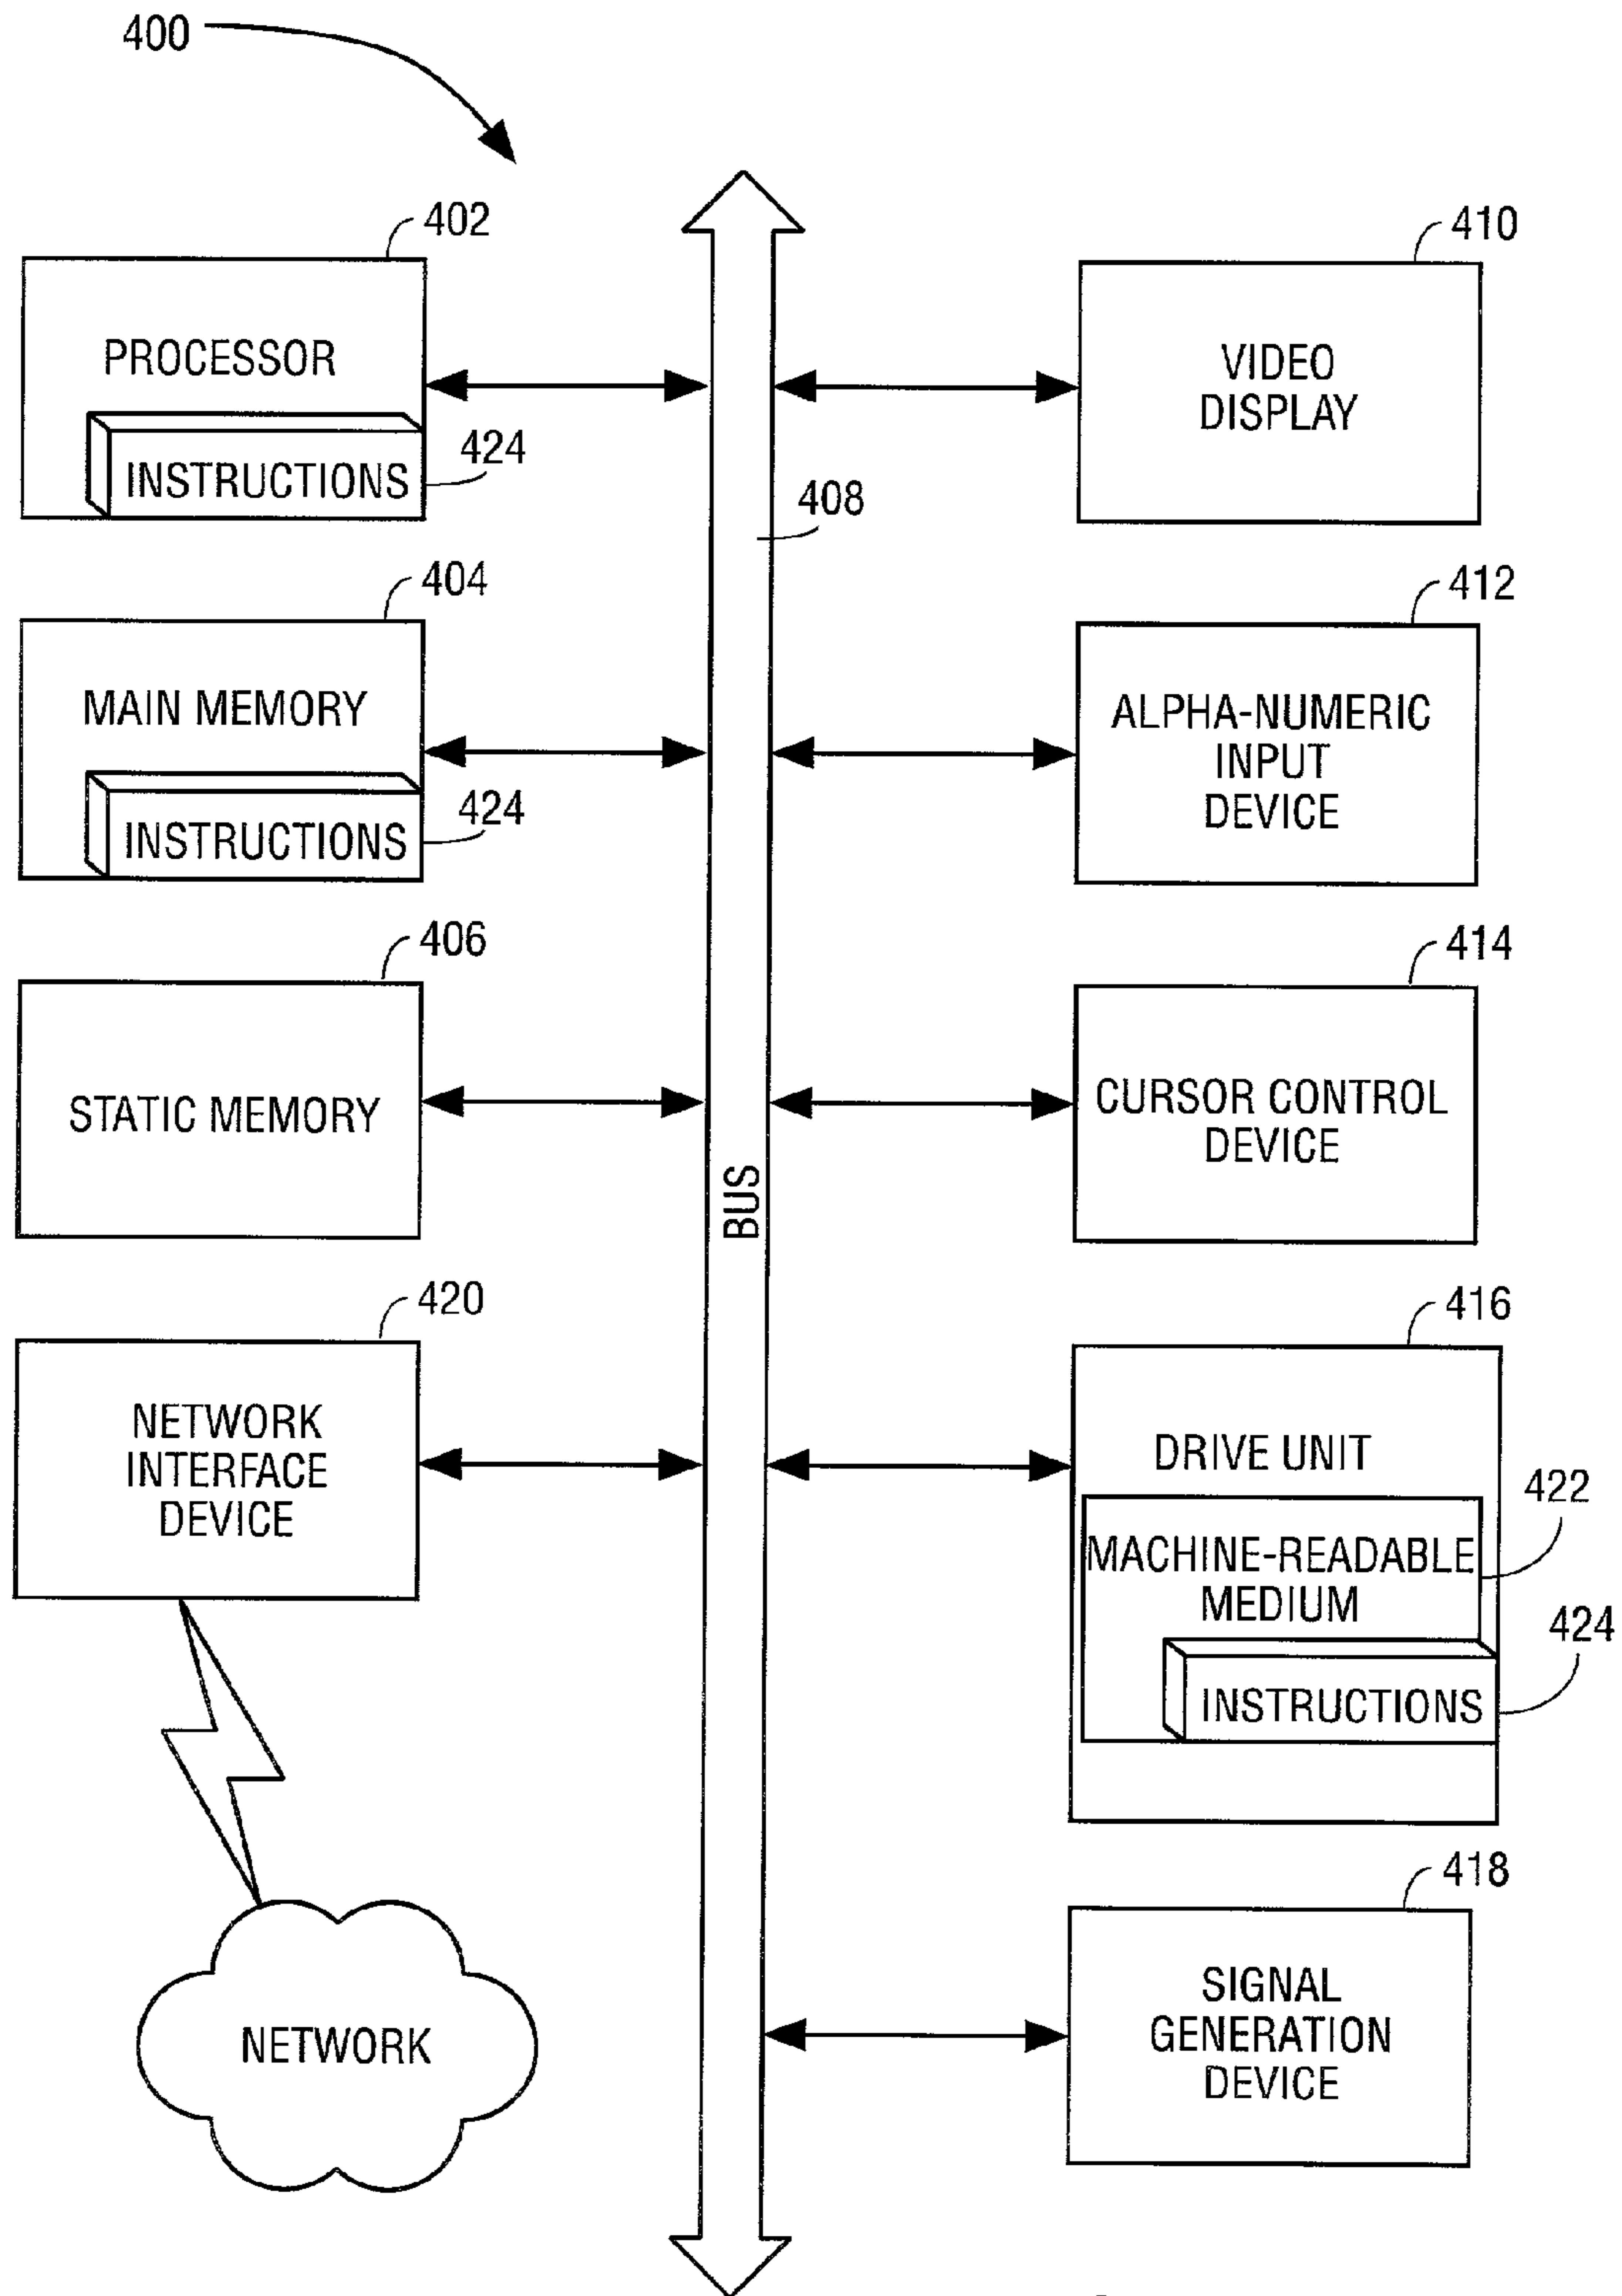 400
402
PROCESSOR
INSTRUCTIONS
424
404
MAIN MEMORY
INSTRUCTIONS
424
406
STATIC MEMORY
420
NETWORK
INTERFACE
DEVICE
NETWORK
408
BUS
410
VIDEO
DISPLAY
412
ALPHA-NUMERIC
INPUT
DEVICE
414
CURSOR CONTROL
DEVICE
416
DRIVE UNIT
422
MACHINE-READABLE
MEDIUM
424
INSTRUCTIONS
418
SIGNAL
GENERATION
DEVICE